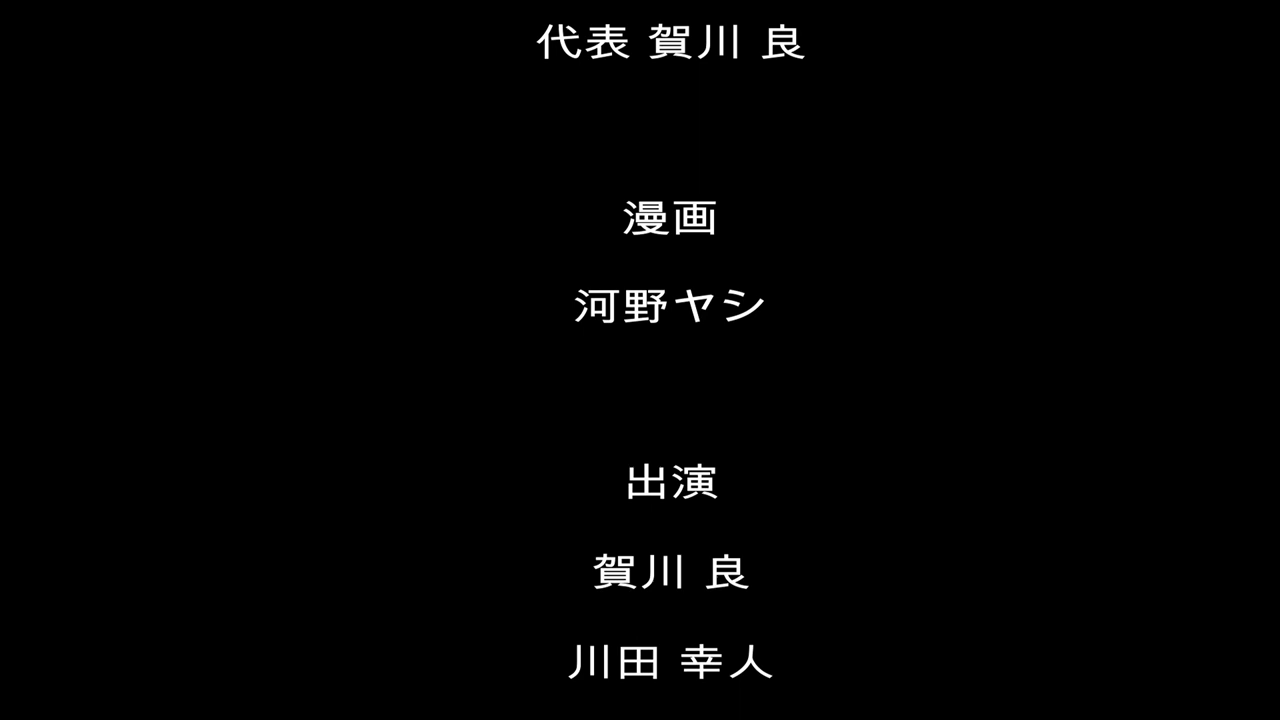 代表 賀川 良
漫画
河野ヤシ
出演
賀川 良
川田 幸人